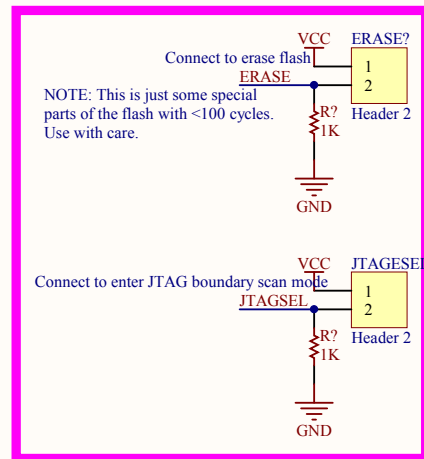 VCC ERASE?
Connect to erase flash
1
ERASE
2
NOTE: This is just some special
parts of the flash with <100 cycles.
Use with care.
R?
1K
Header 2
GND
VCC JTAGESEL
Connect to enter JTAG boundary scan mode
1
JTAGSEL
2
R?
1K
Header 2
GND